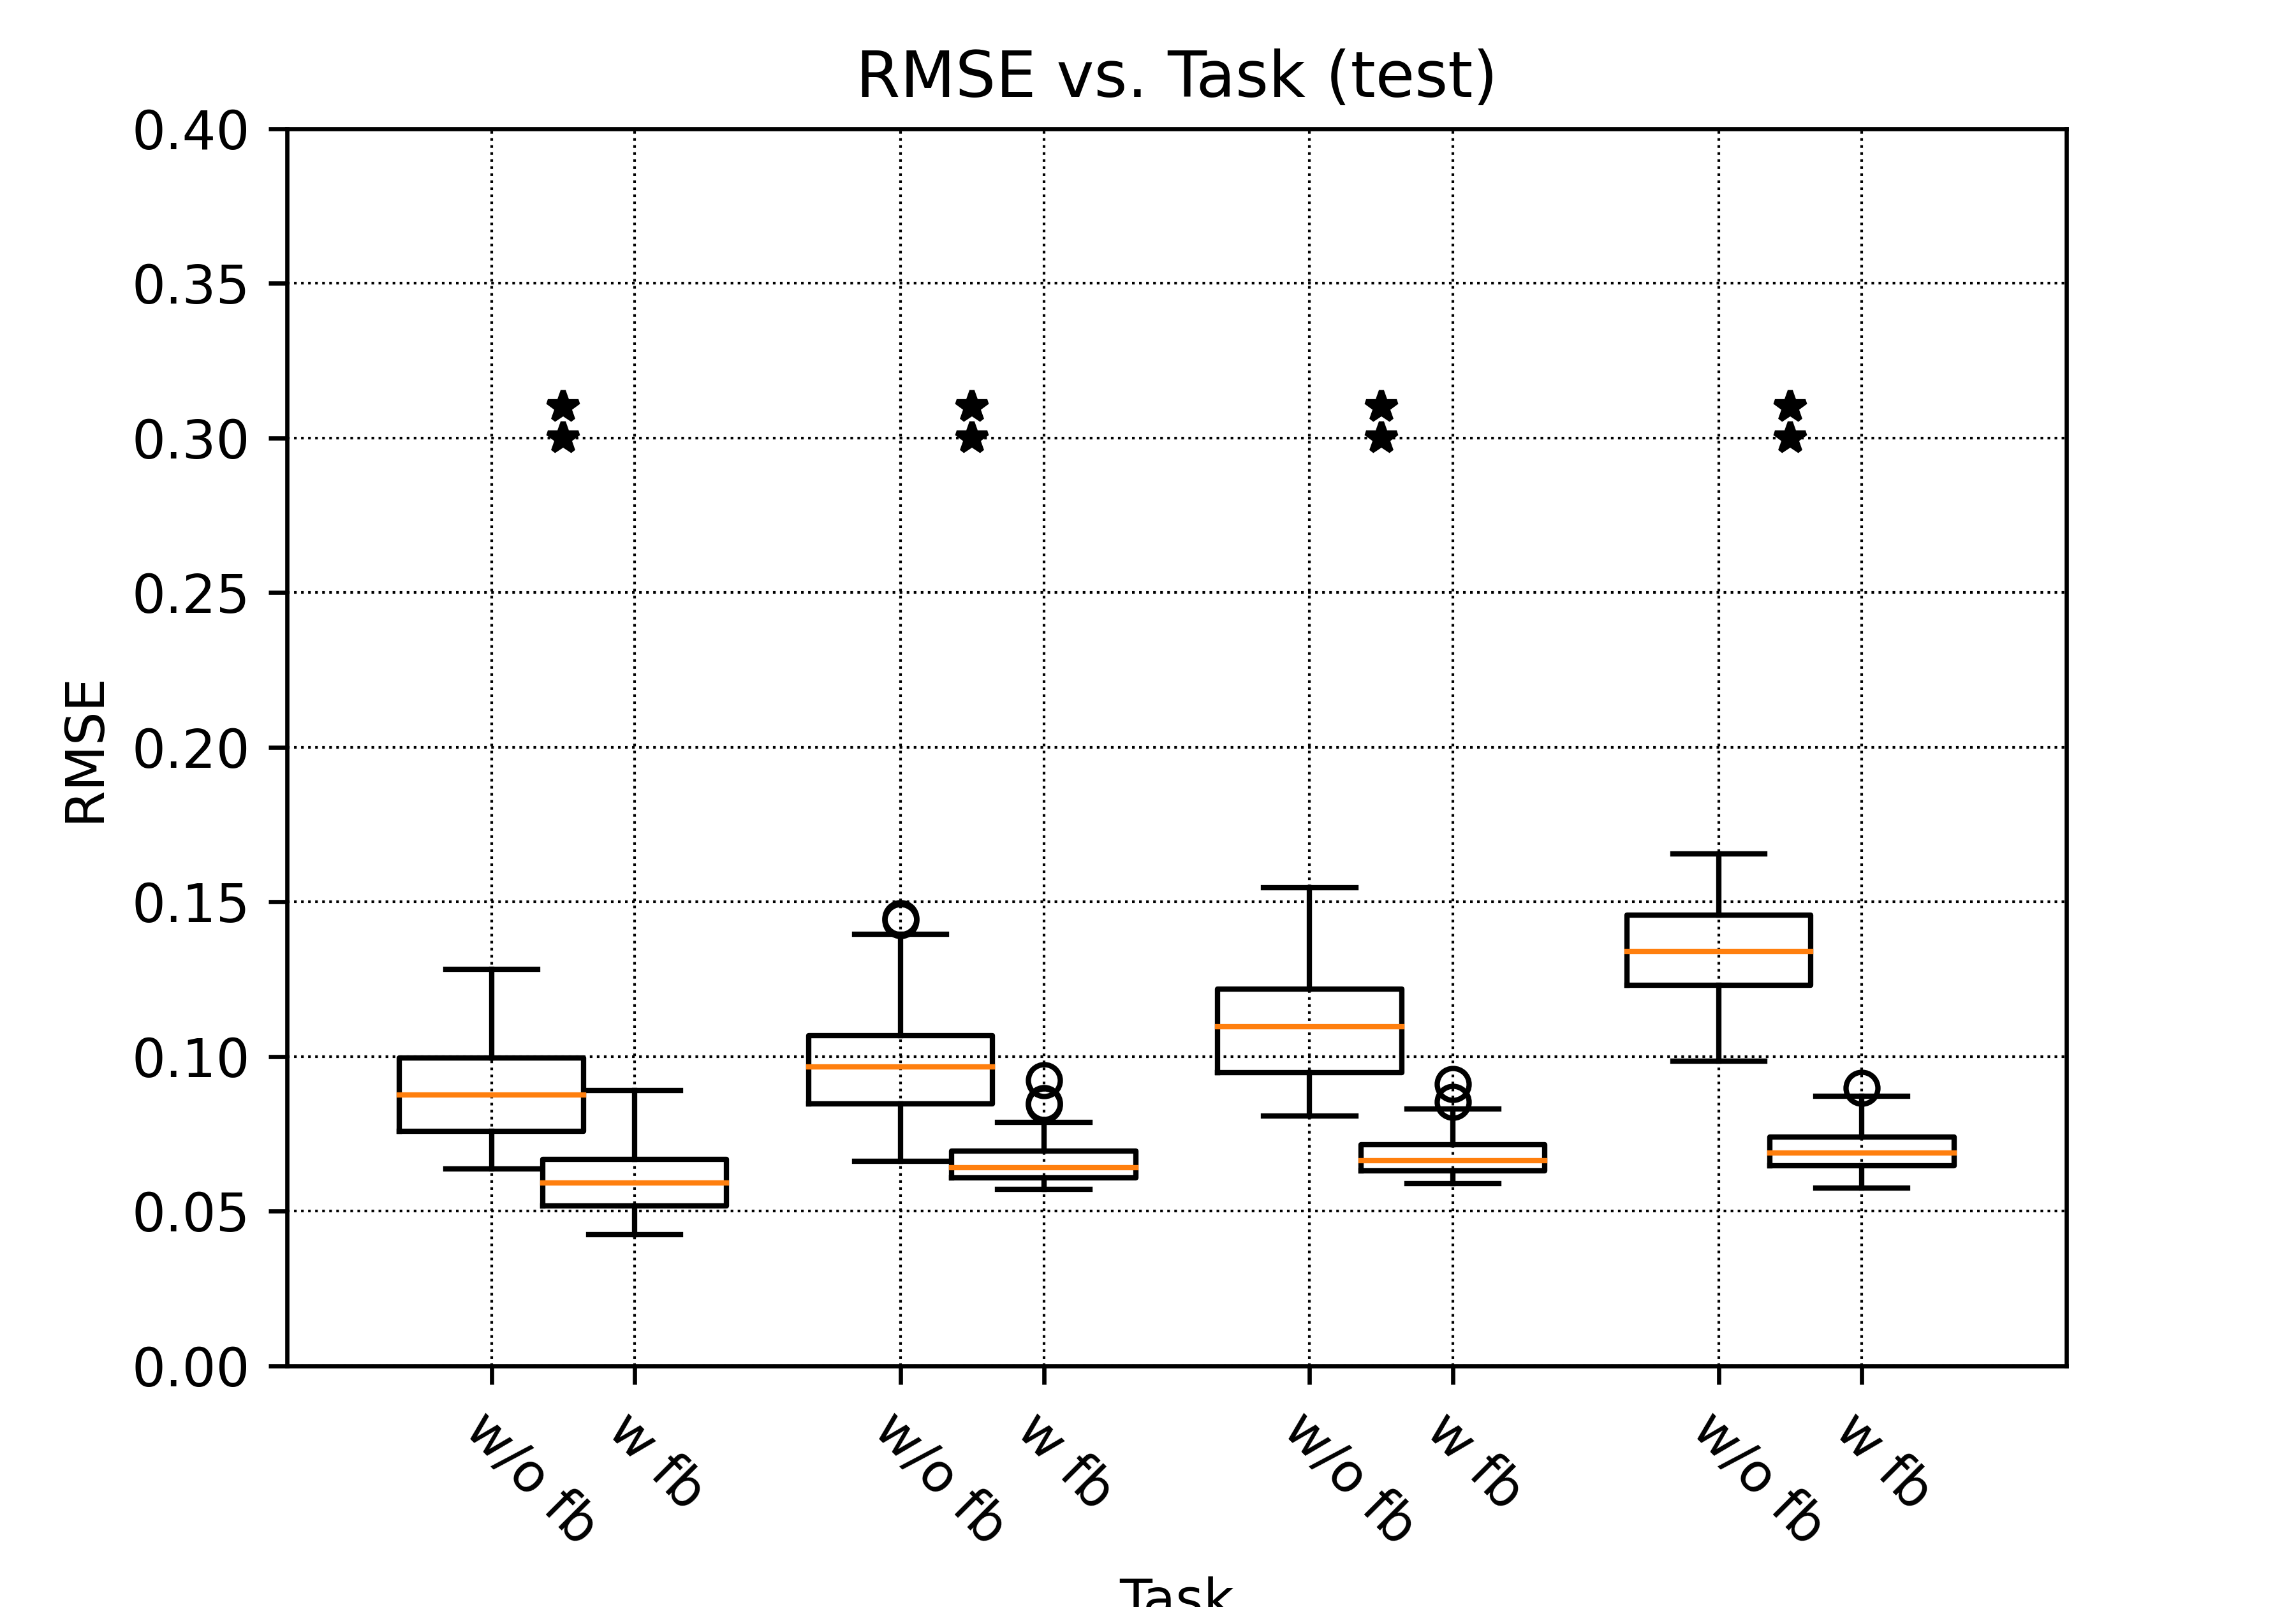 RMSE vs. Task (test)
0.40
0.35
0.30
0.25
0.20
0.15
0.10
0.05
0.00
RMSE
w/o fb
w fb
w/o fb
w fb
w/o fb
w fb
w/o fb
w fb
Task